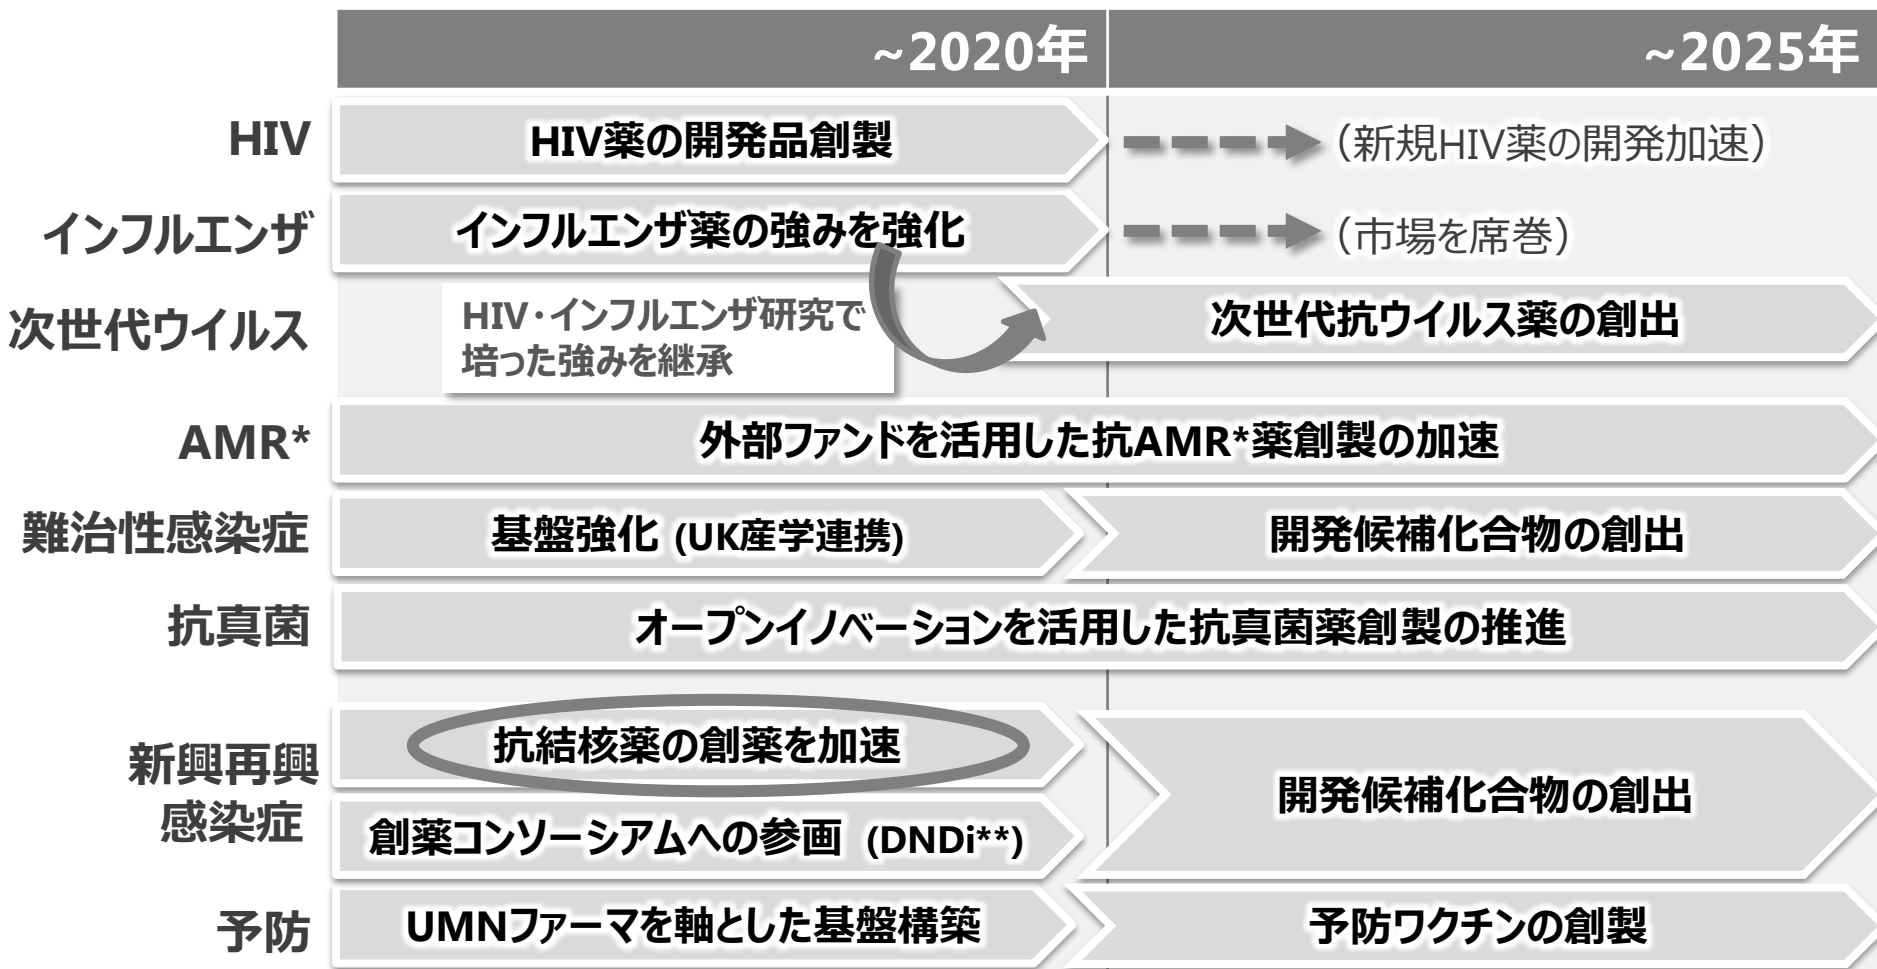 ~2020年
~2025年
HIV
HIV薬の開発品創製
(新規HIV薬の開発加速)
インフルエンザ
インフルエンザ薬の強みを強化
(市場を席巻)
次世代ウイルス
HIV・インフルエンザ研究で
培った強みを継承
次世代抗ウイルス薬の創出
AMR*
外部ファンドを活用した抗AMR*薬創製の加速
難治性感染症
基盤強化 (UK産学連携)
開発候補化合物の創出
抗真菌
オープンイノベーションを活用した抗真菌薬創製の推進
新興再興
感染症
抗結核薬の創薬を加速
創薬コンソーシアムへの参画 (DNDi**)
開発候補化合物の創出
予防
UMNファーマを軸とした基盤構築
予防ワクチンの創製